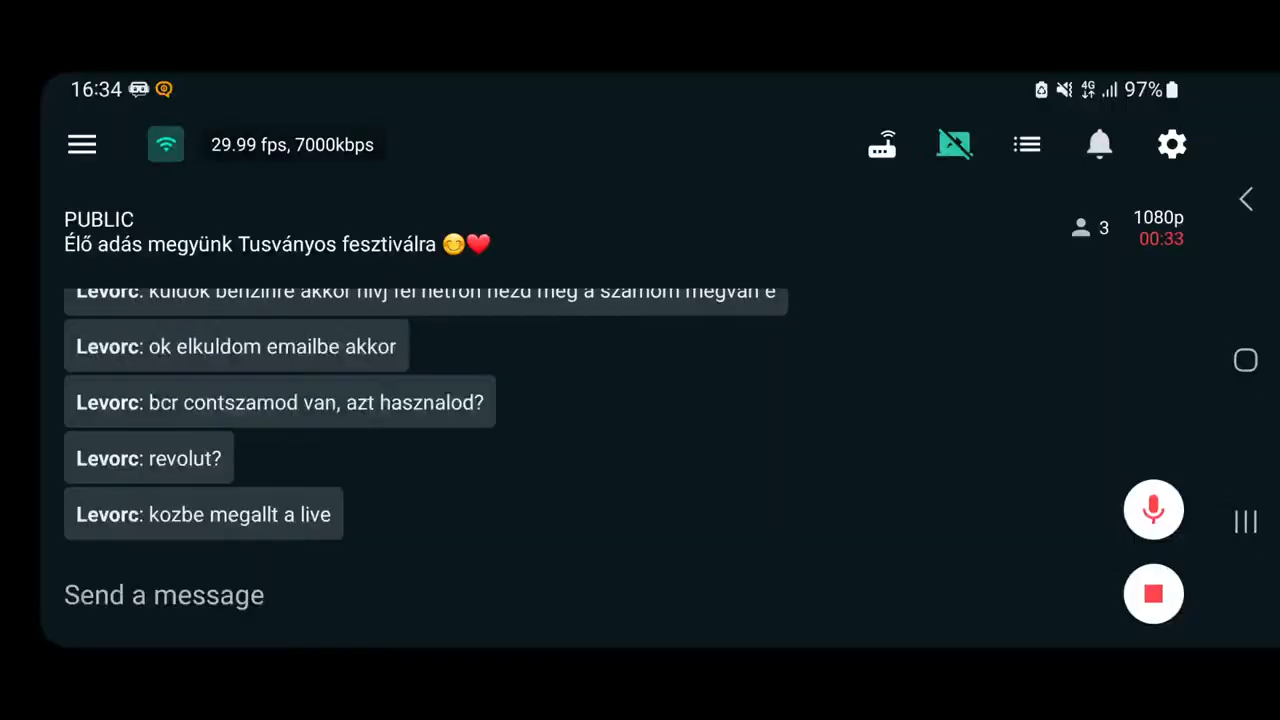 16:34 4G 97%
29.99 fps, 7000kbps
PUBLIC
Élő adás megyünk Tusványos fesztiválra 😊❤️
3 1080p
00:33
Levorc: kuldok benzinre akkor hivj fel hetfon nezd meg a szamom megvan e
Levorc: ok elkuldom emailbe akkor
Levorc: bcr contszamod van, azt hasznalod?
Levorc: revolut?
Levorc: kozbe megallt a live
Send a message